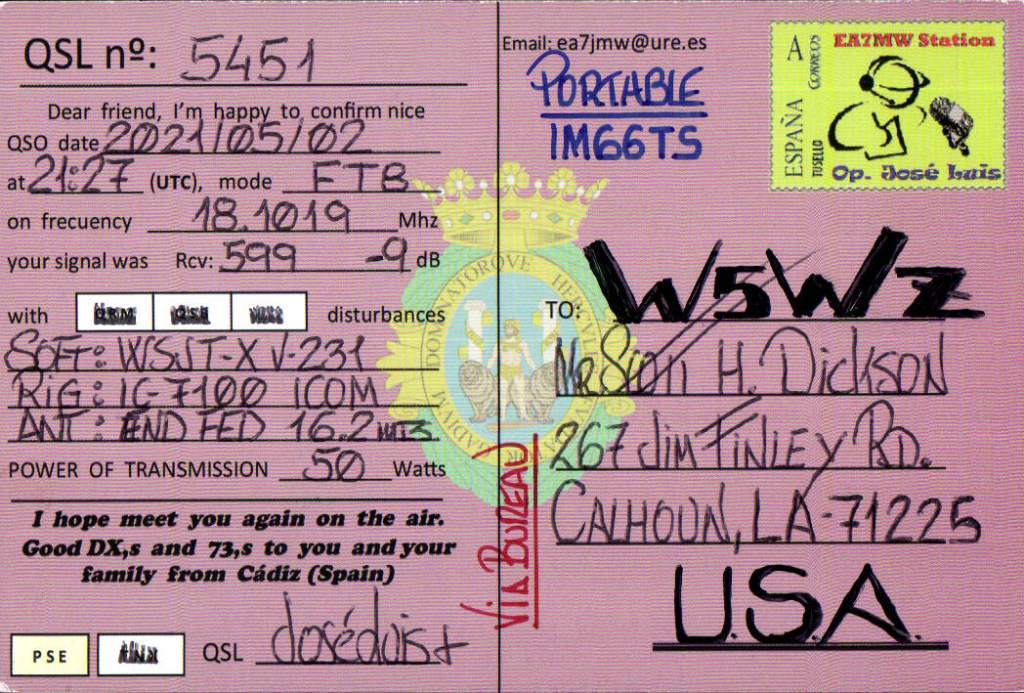 QSL nº: 5451
Dear friend, I'm happy to confirm nice
QSO date 2021/05/02
at 21:27 (UTC), mode FT8
on frecuency 18.1019 Mhz
your signal was Rcv: 599 -9 dB
with disturbances
SOFT: WSJT-X V-231
RIG: IC-7100 ICOM
ANT: END FED 16.2 MTS
POWER OF TRANSMISSION 50 Watts
I hope meet you again on the air.
Good DX,s and 73,s to you and your
family from Cádiz (Spain)
PSE QSL JoséLuis
VIA BUREAU
Email: ea7jmw@ure.es
PORTABLE
IM66TS
A
CORREOS
ESPAÑA
TUSELLO
EA7MW Station
Op. José Luis
TO: W5WZ
Mr H. Dickson
267 Jim FINLEY RD.
CALHOUN, LA-71225
U.S.A.